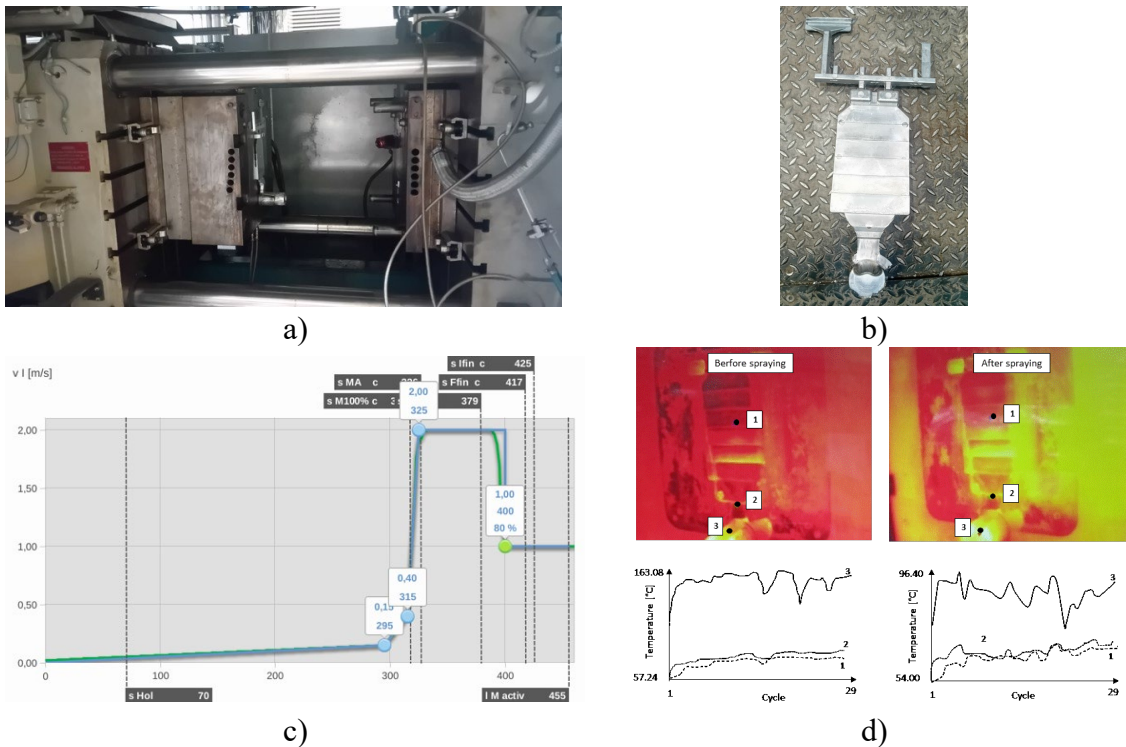 a)
b)
v I [m/s]
s Ifin c 425
s MA c
s Ffin c 417
s M100% c
379
2,00
325
2,00
1,50
1,00
0,50
0,00
1,00
400
80 %
0,40
315
295
0 100 200 300 400
s Hol 70
I M activ 455
c)
Berfore spraying
1
2
3
After spraying
1
2
3
163.08
Temperature [°C]
57.24
3
2
1
1 Cycle 29
96.40
Temperature [°C]
54.00
3
2
1
1 Cycle 29
d)